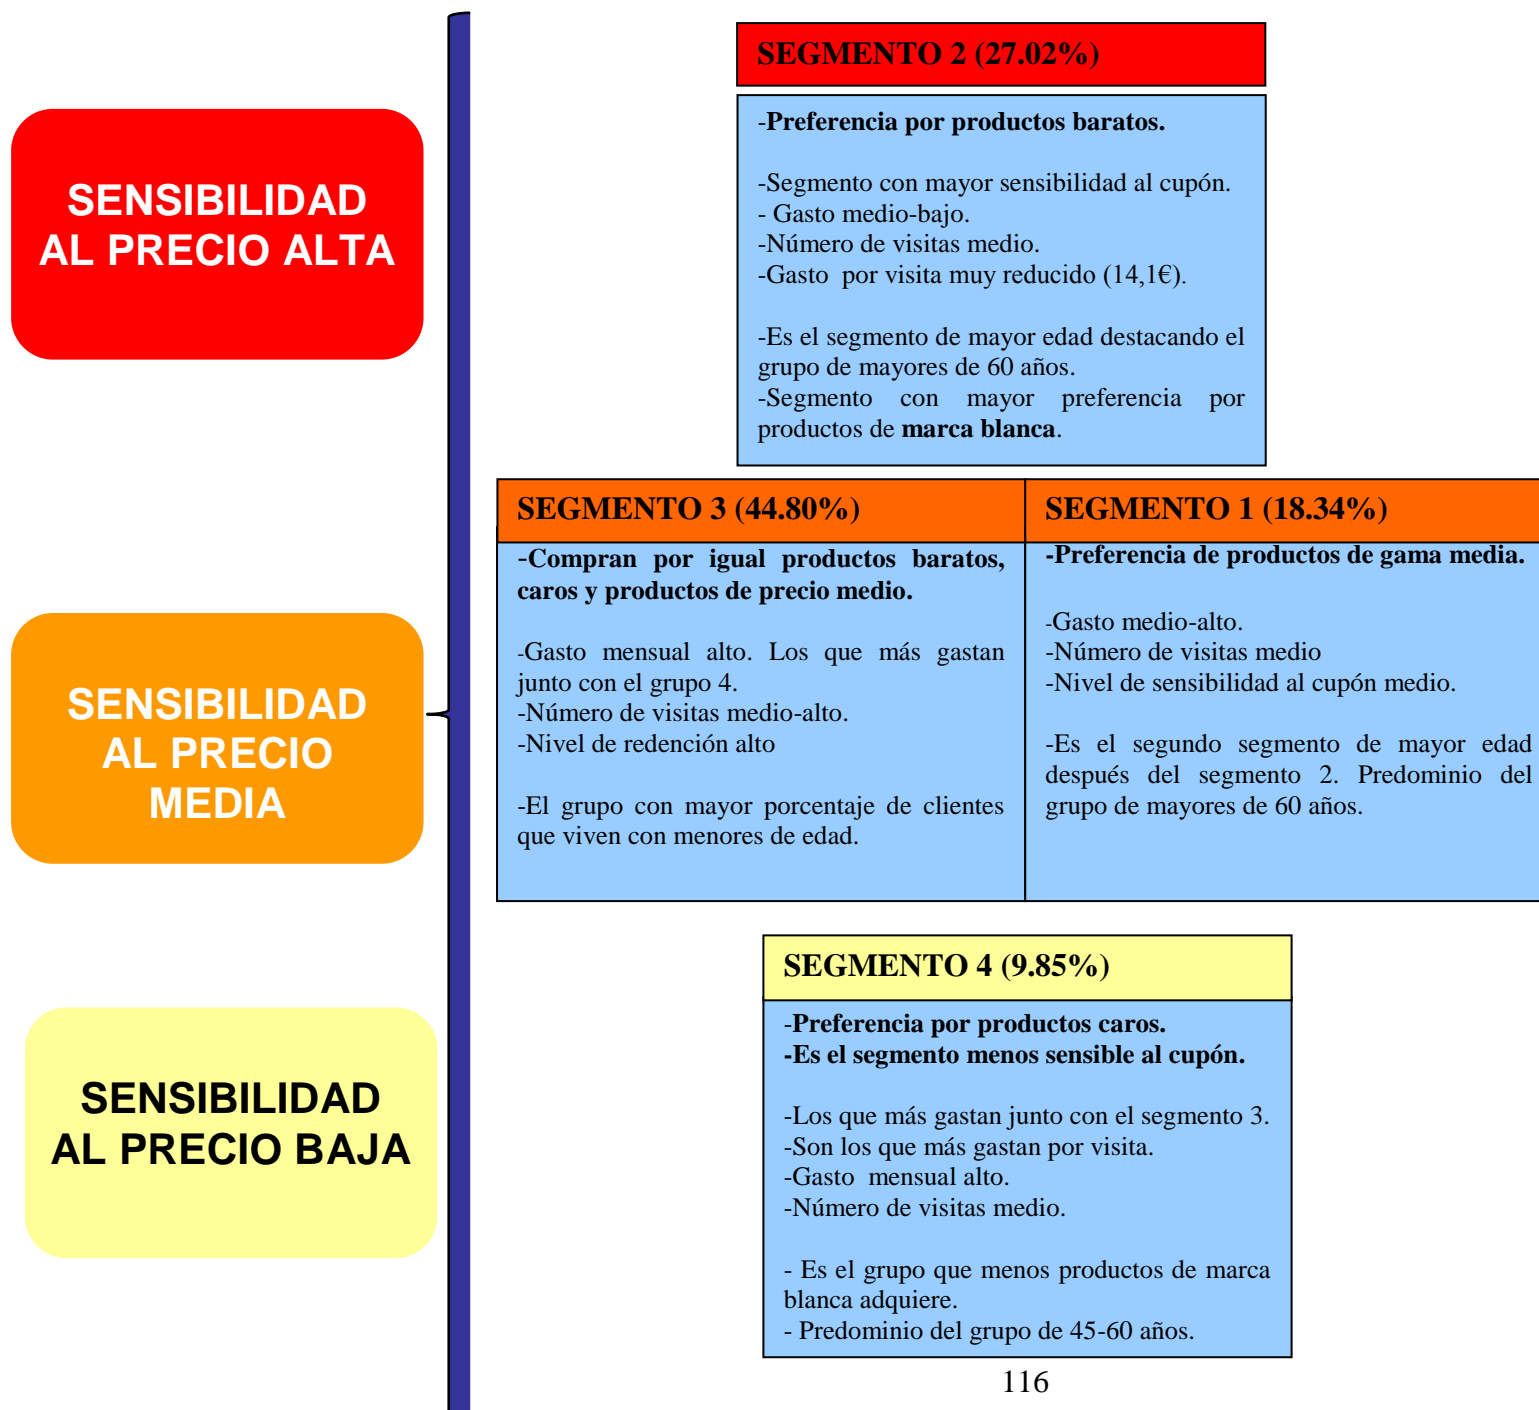 SENSIBILIDAD
AL PRECIO ALTA
SEGMENTO 2 (27.02%)
-Preferencia por productos baratos.
-Segmento con mayor sensibilidad al cupón.
- Gasto medio-bajo.
-Número de visitas medio.
-Gasto por visita muy reducido (14,1€).
-Es el segmento de mayor edad destacando el
grupo de mayores de 60 años.
-Segmento con mayor preferencia por
productos de marca blanca.
SENSIBILIDAD
AL PRECIO
MEDIA
SEGMENTO 3 (44.80%)
-Compran por igual productos baratos,
caros y productos de precio medio.
-Gasto mensual alto. Los que más gastan
junto con el grupo 4.
-Número de visitas medio-alto.
-Nivel de redención alto
-El grupo con mayor porcentaje de clientes
que viven con menores de edad.
SEGMENTO 1 (18.34%)
-Preferencia de productos de gama media.
-Gasto medio-alto.
-Número de visitas medio
-Nivel de sensibilidad al cupón medio.
-Es el segundo segmento de mayor edad
después del segmento 2. Predominio del
grupo de mayores de 60 años.
SENSIBILIDAD
AL PRECIO BAJA
SEGMENTO 4 (9.85%)
-Preferencia por productos caros.
-Es el segmento menos sensible al cupón.
-Los que más gastan junto con el segmento 3.
-Son los que más gastan por visita.
-Gasto mensual alto.
-Número de visitas medio.
- Es el grupo que menos productos de marca
blanca adquiere.
- Predominio del grupo de 45-60 años.
116